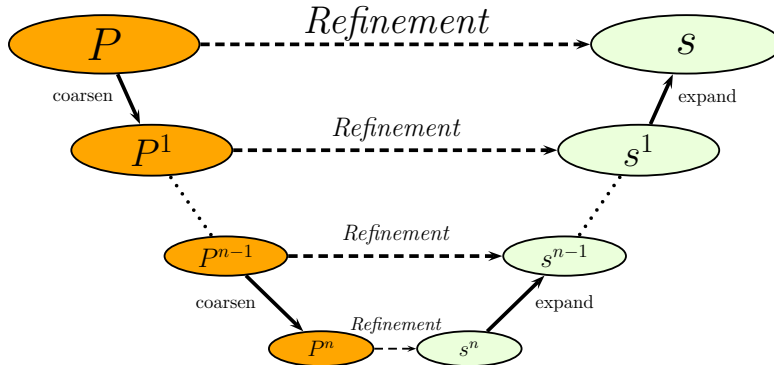 P
Refinement
s
coarsen
expand
P^1
Refinement
s^1
P^{n−1}
Refinement
s^{n−1}
coarsen
expand
P^n
Refinement
s^n